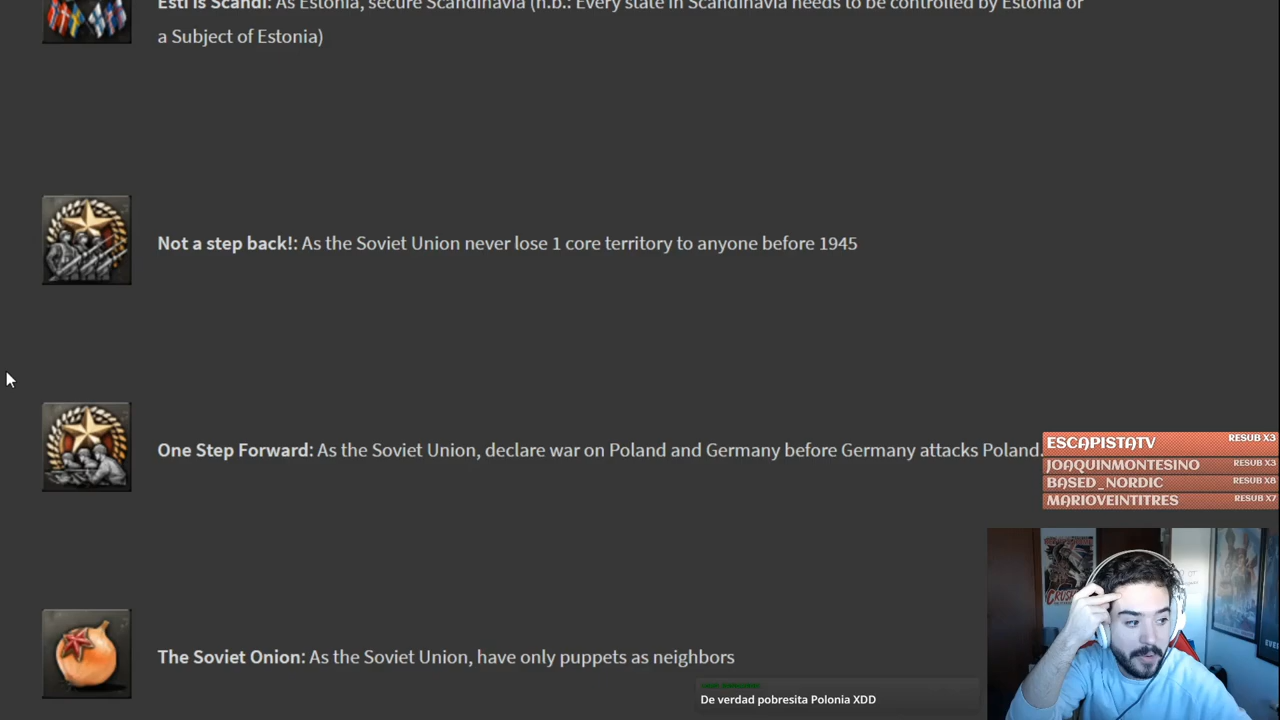 Esti is Scandi: As Estonia, secure Scandinavia (n.b.: Every state in Scandinavia needs to be controlled by Estonia or
a Subject of Estonia)
Not a step back!: As the Soviet Union never lose 1 core territory to anyone before 1945
One Step Forward: As the Soviet Union, declare war on Poland and Germany before Germany attacks Poland.
ESCAPISTATV RESUB X3
JOAQUINMONTESINO RESUB X3
BASED_NORDIC RESUB X6
MARIOVEINTITRES RESUB X7
The Soviet Onion: As the Soviet Union, have only puppets as neighbors
De verdad pobresita Polonia XDD